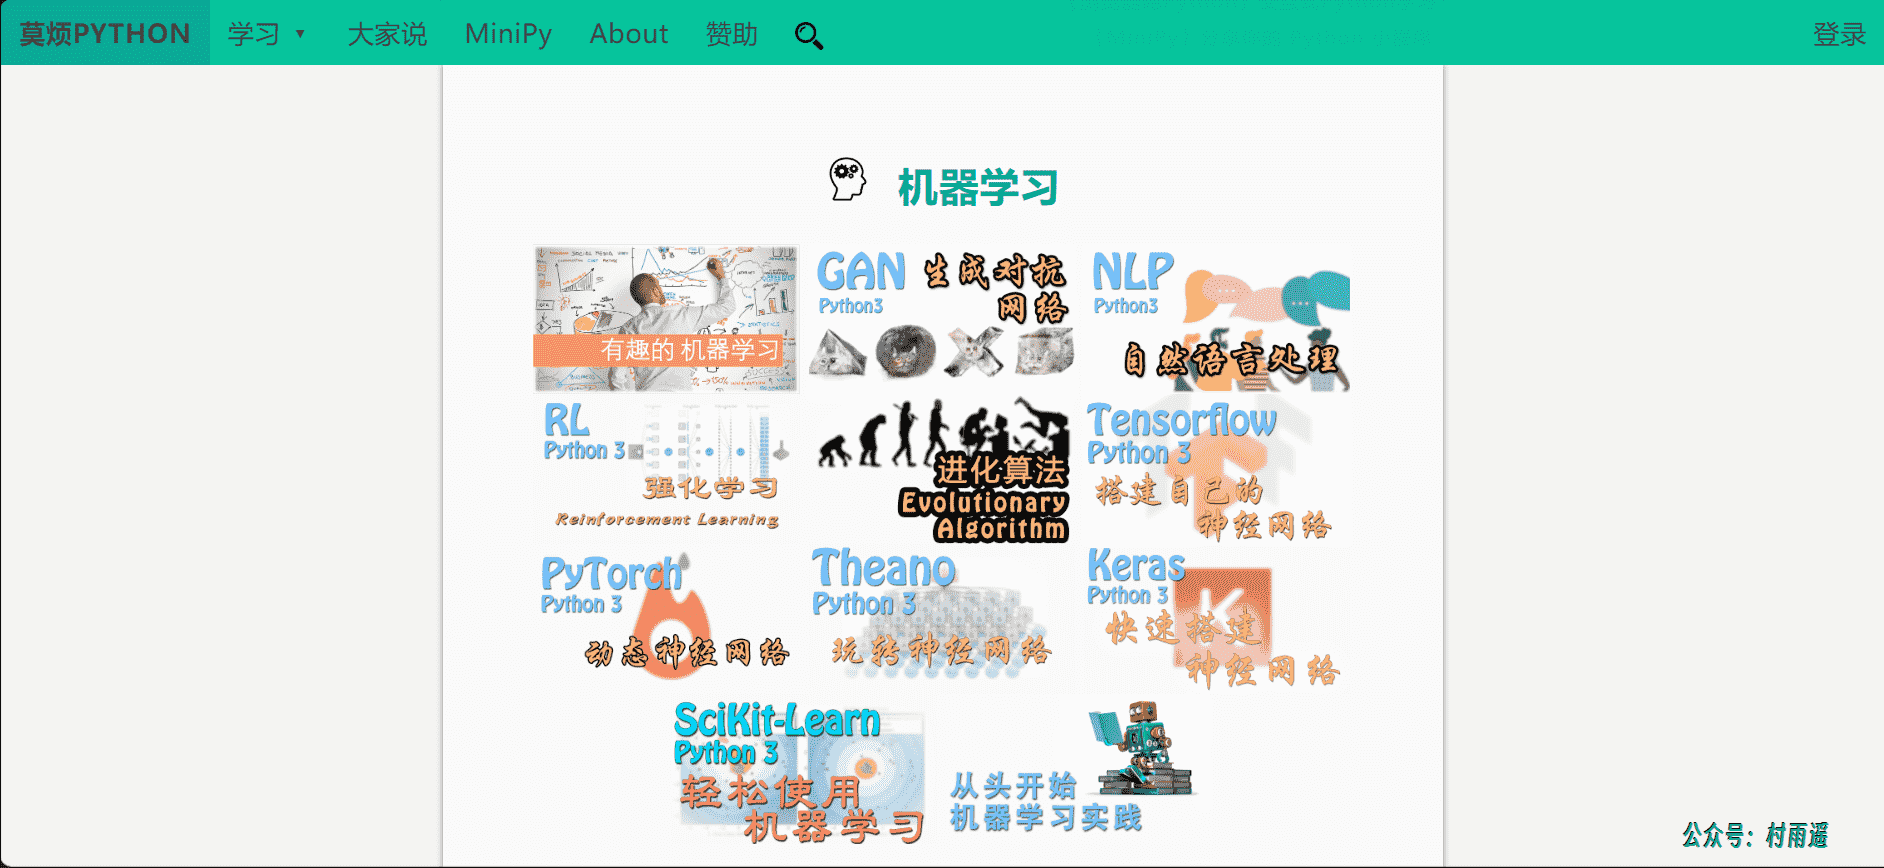 莫烦PYTHON 学习 ▼ 大家说 MiniPy About 赞助 登录
机器学习
有趣的 机器学习
GAN 生成对抗
Python3 网络
NLP
Python3
自然语言处理
RL
Python 3
强化学习
Reinforcement Learning
进化算法
Evolutionary
Algorithm
Tensorflow
Python 3
搭建自己的
神经网络
PyTorch
Python 3
动态神经网络
Theano
Python 3
玩转神经网络
Keras
Python 3
快速搭建
神经网络
SciKit-Learn
Python 3
轻松使用
机器学习
从头开始
机器学习实践
公众号：村雨遥